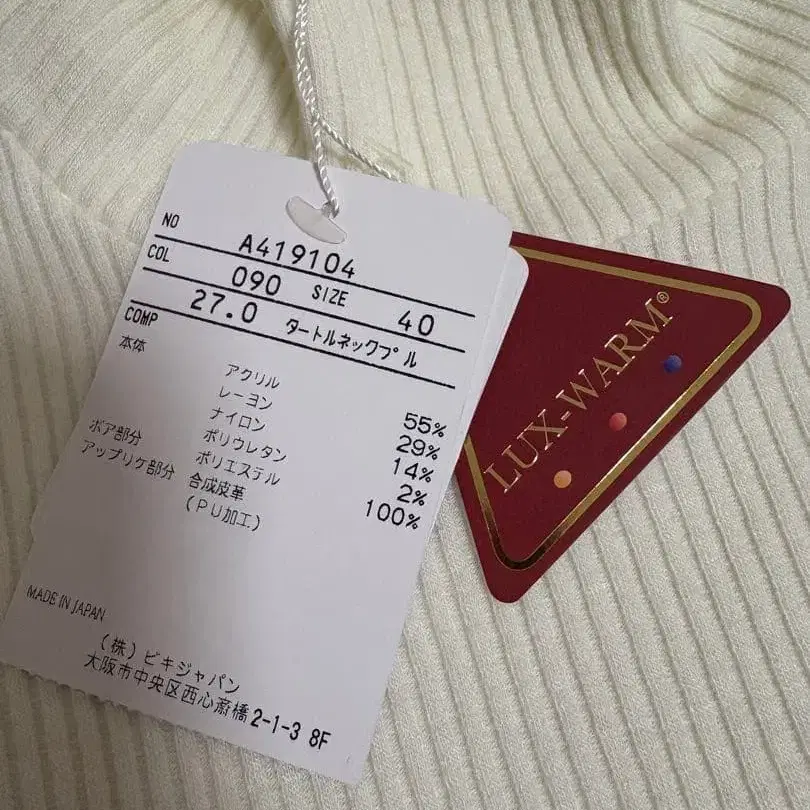 NO A419104
COL 090 SIZE 40
27.0 タートルネックプル
COMP
本体
アクリル 55%
レーヨン 29%
ナイロン 14%
ポリウレタン 2%
ボア部分 ポリエステル 100%
アップリケ部分 合成皮革
(PU加工)
MADE IN JAPAN
(株)ビキジャパン
大阪市中央区西心斎橋2-1-3 8F
LUX-WARM®